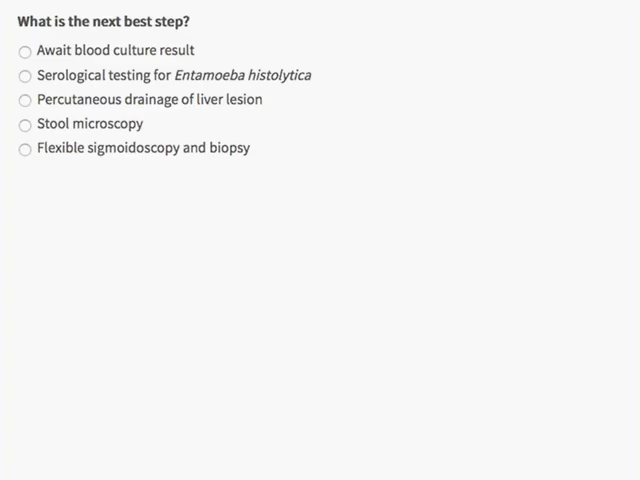 What is the next best step?
Await blood culture result
Serological testing for Entamoeba histolytica
Percutaneous drainage of liver lesion
Stool microscopy
Flexible sigmoidoscopy and biopsy